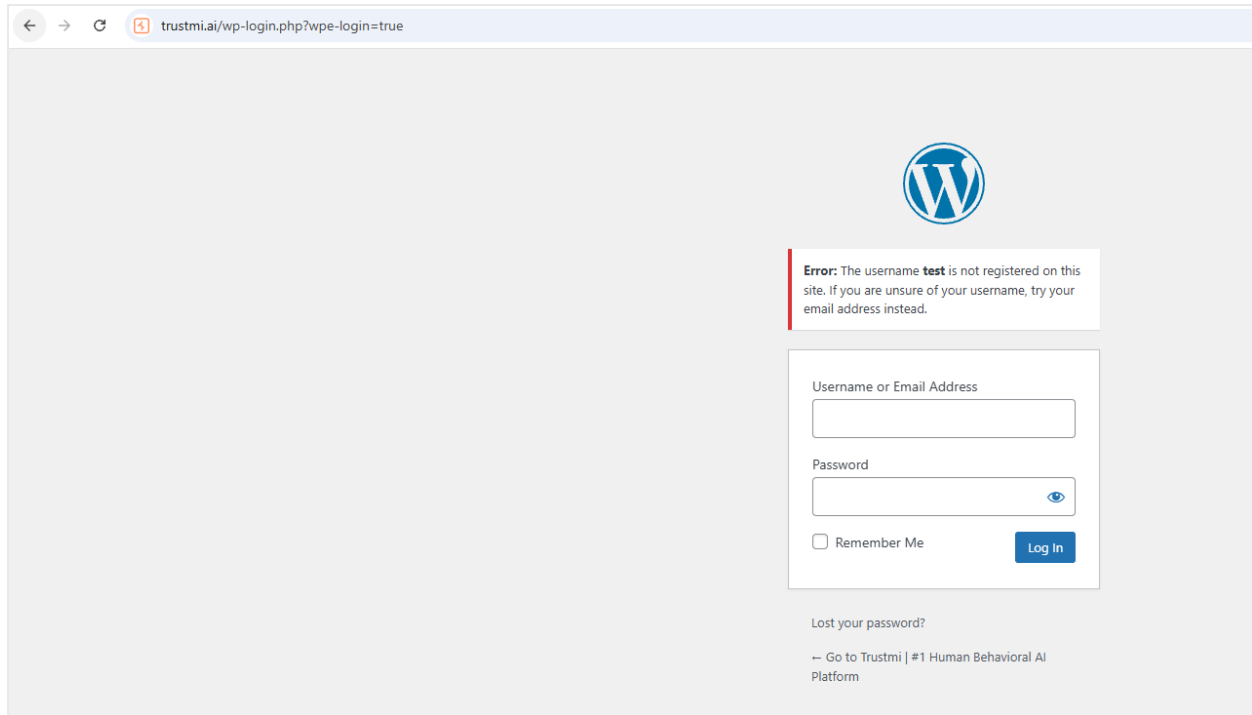 trustmi.ai/wp-login.php?wpe-login=true
Error: The username test is not registered on this
site. If you are unsure of your username, try your
email address instead.
Username or Email Address
Password
Remember Me
Log In
Lost your password?
← Go to Trustmi | #1 Human Behavioral AI
Platform